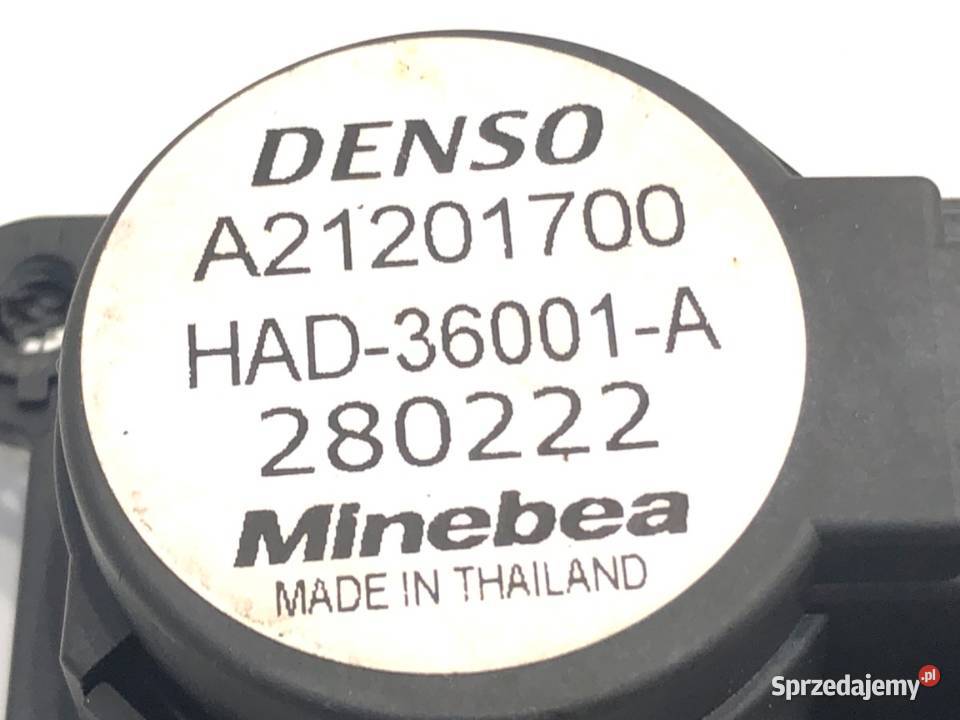 DENSO
A21201700
HAD-36001-A
280222
Minebea
MADE IN THAILAND
Sprzedajemy.pl